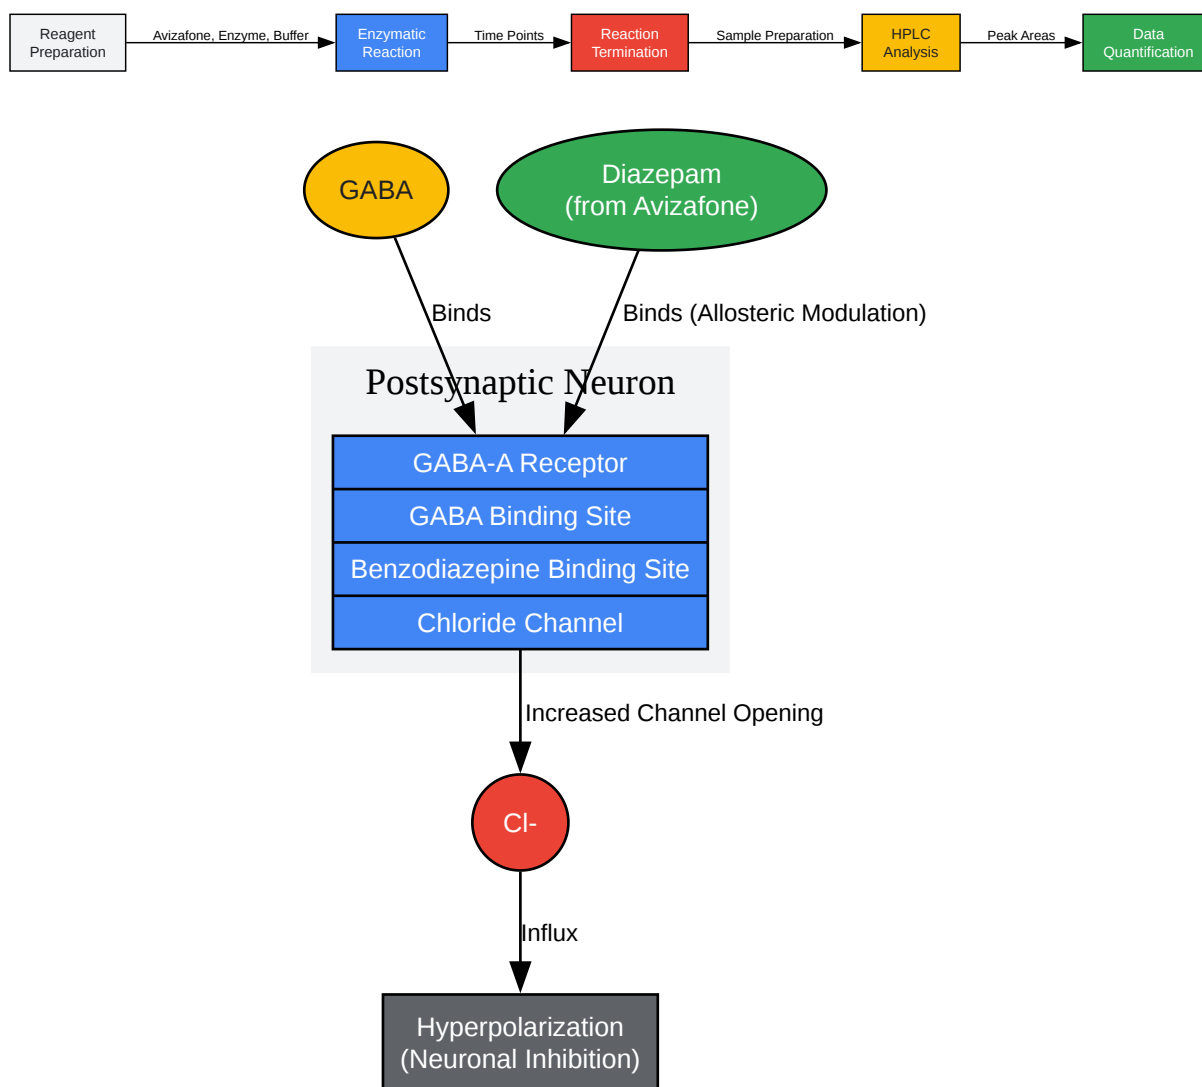 Reagent
Preparation
Avizafone, Enzyme, Buffer
Enzymatic
Reaction
Time Points
Reaction
Termination
Sample Preparation
HPLC
Analysis
Peak Areas
Data
Quantification
GABA
Diazepam
(from Avizafone)
Binds
Binds (Allosteric Modulation)
Postsynaptic Neuron
GABA-A Receptor
GABA Binding Site
Benzodiazepine Binding Site
Chloride Channel
Increased Channel Opening
Cl-
Influx
Hyperpolarization
(Neuronal Inhibition)